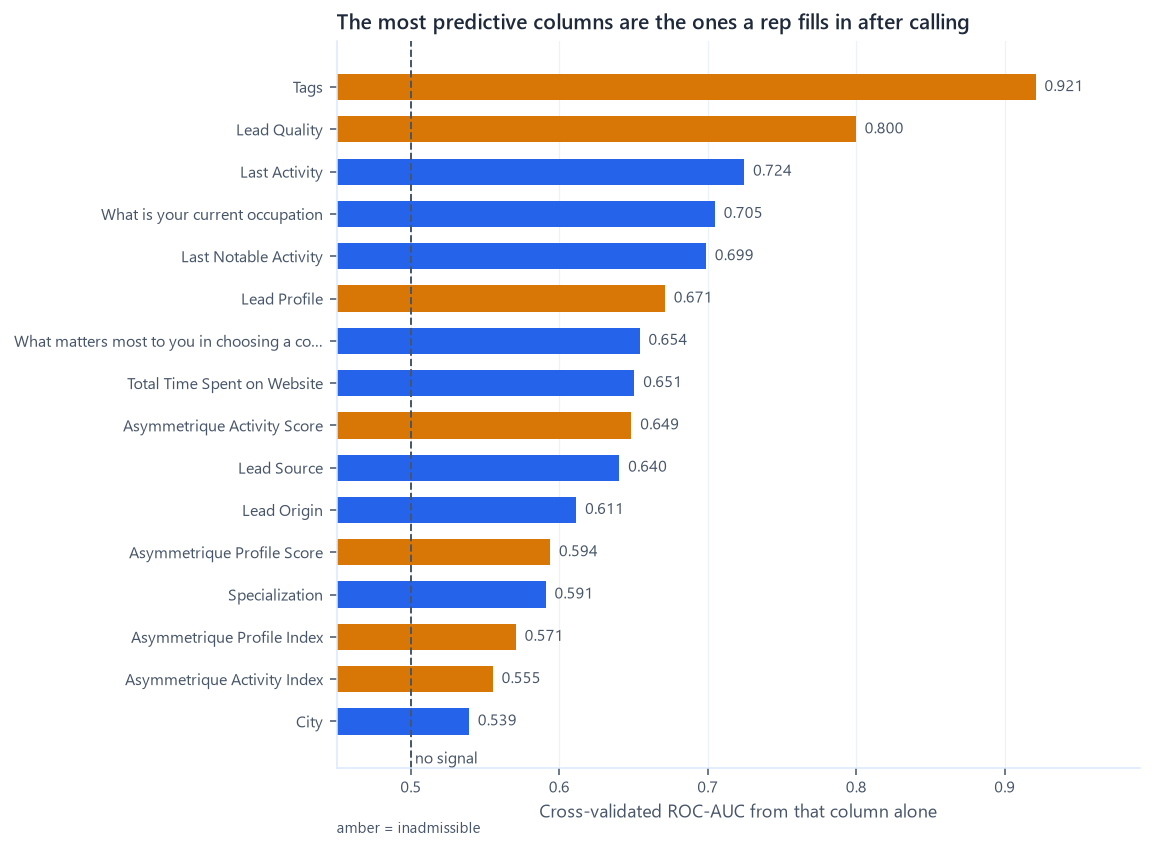 The most predictive columns are the ones a rep fills in after calling
Tags 0.921
Lead Quality 0.800
Last Activity 0.724
What is your current occupation 0.705
Last Notable Activity 0.699
Lead Profile 0.671
What matters most to you in choosing a co... 0.654
Total Time Spent on Website 0.651
Asymmetrique Activity Score 0.649
Lead Source 0.640
Lead Origin 0.611
Asymmetrique Profile Score 0.594
Specialization 0.591
Asymmetrique Profile Index 0.571
Asymmetrique Activity Index 0.555
City 0.539
no signal
0.5 0.6 0.7 0.8 0.9
Cross-validated ROC-AUC from that column alone
amber = inadmissible